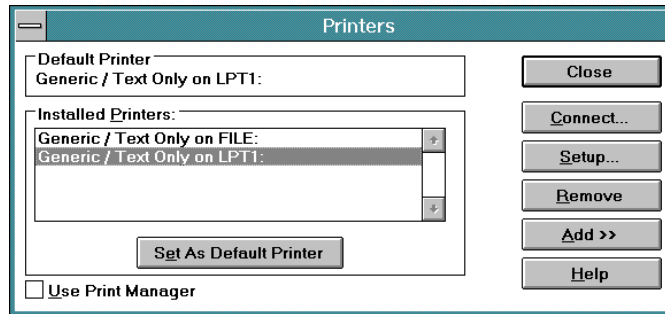 Printers
Default Printer
Generic / Text Only on LPT1:
Close
Installed Printers:
Generic / Text Only on FILE:
Generic / Text Only on LPT1:
Connect...
Setup...
Remove
Set As Default Printer
Add >>
Help
Use Print Manager